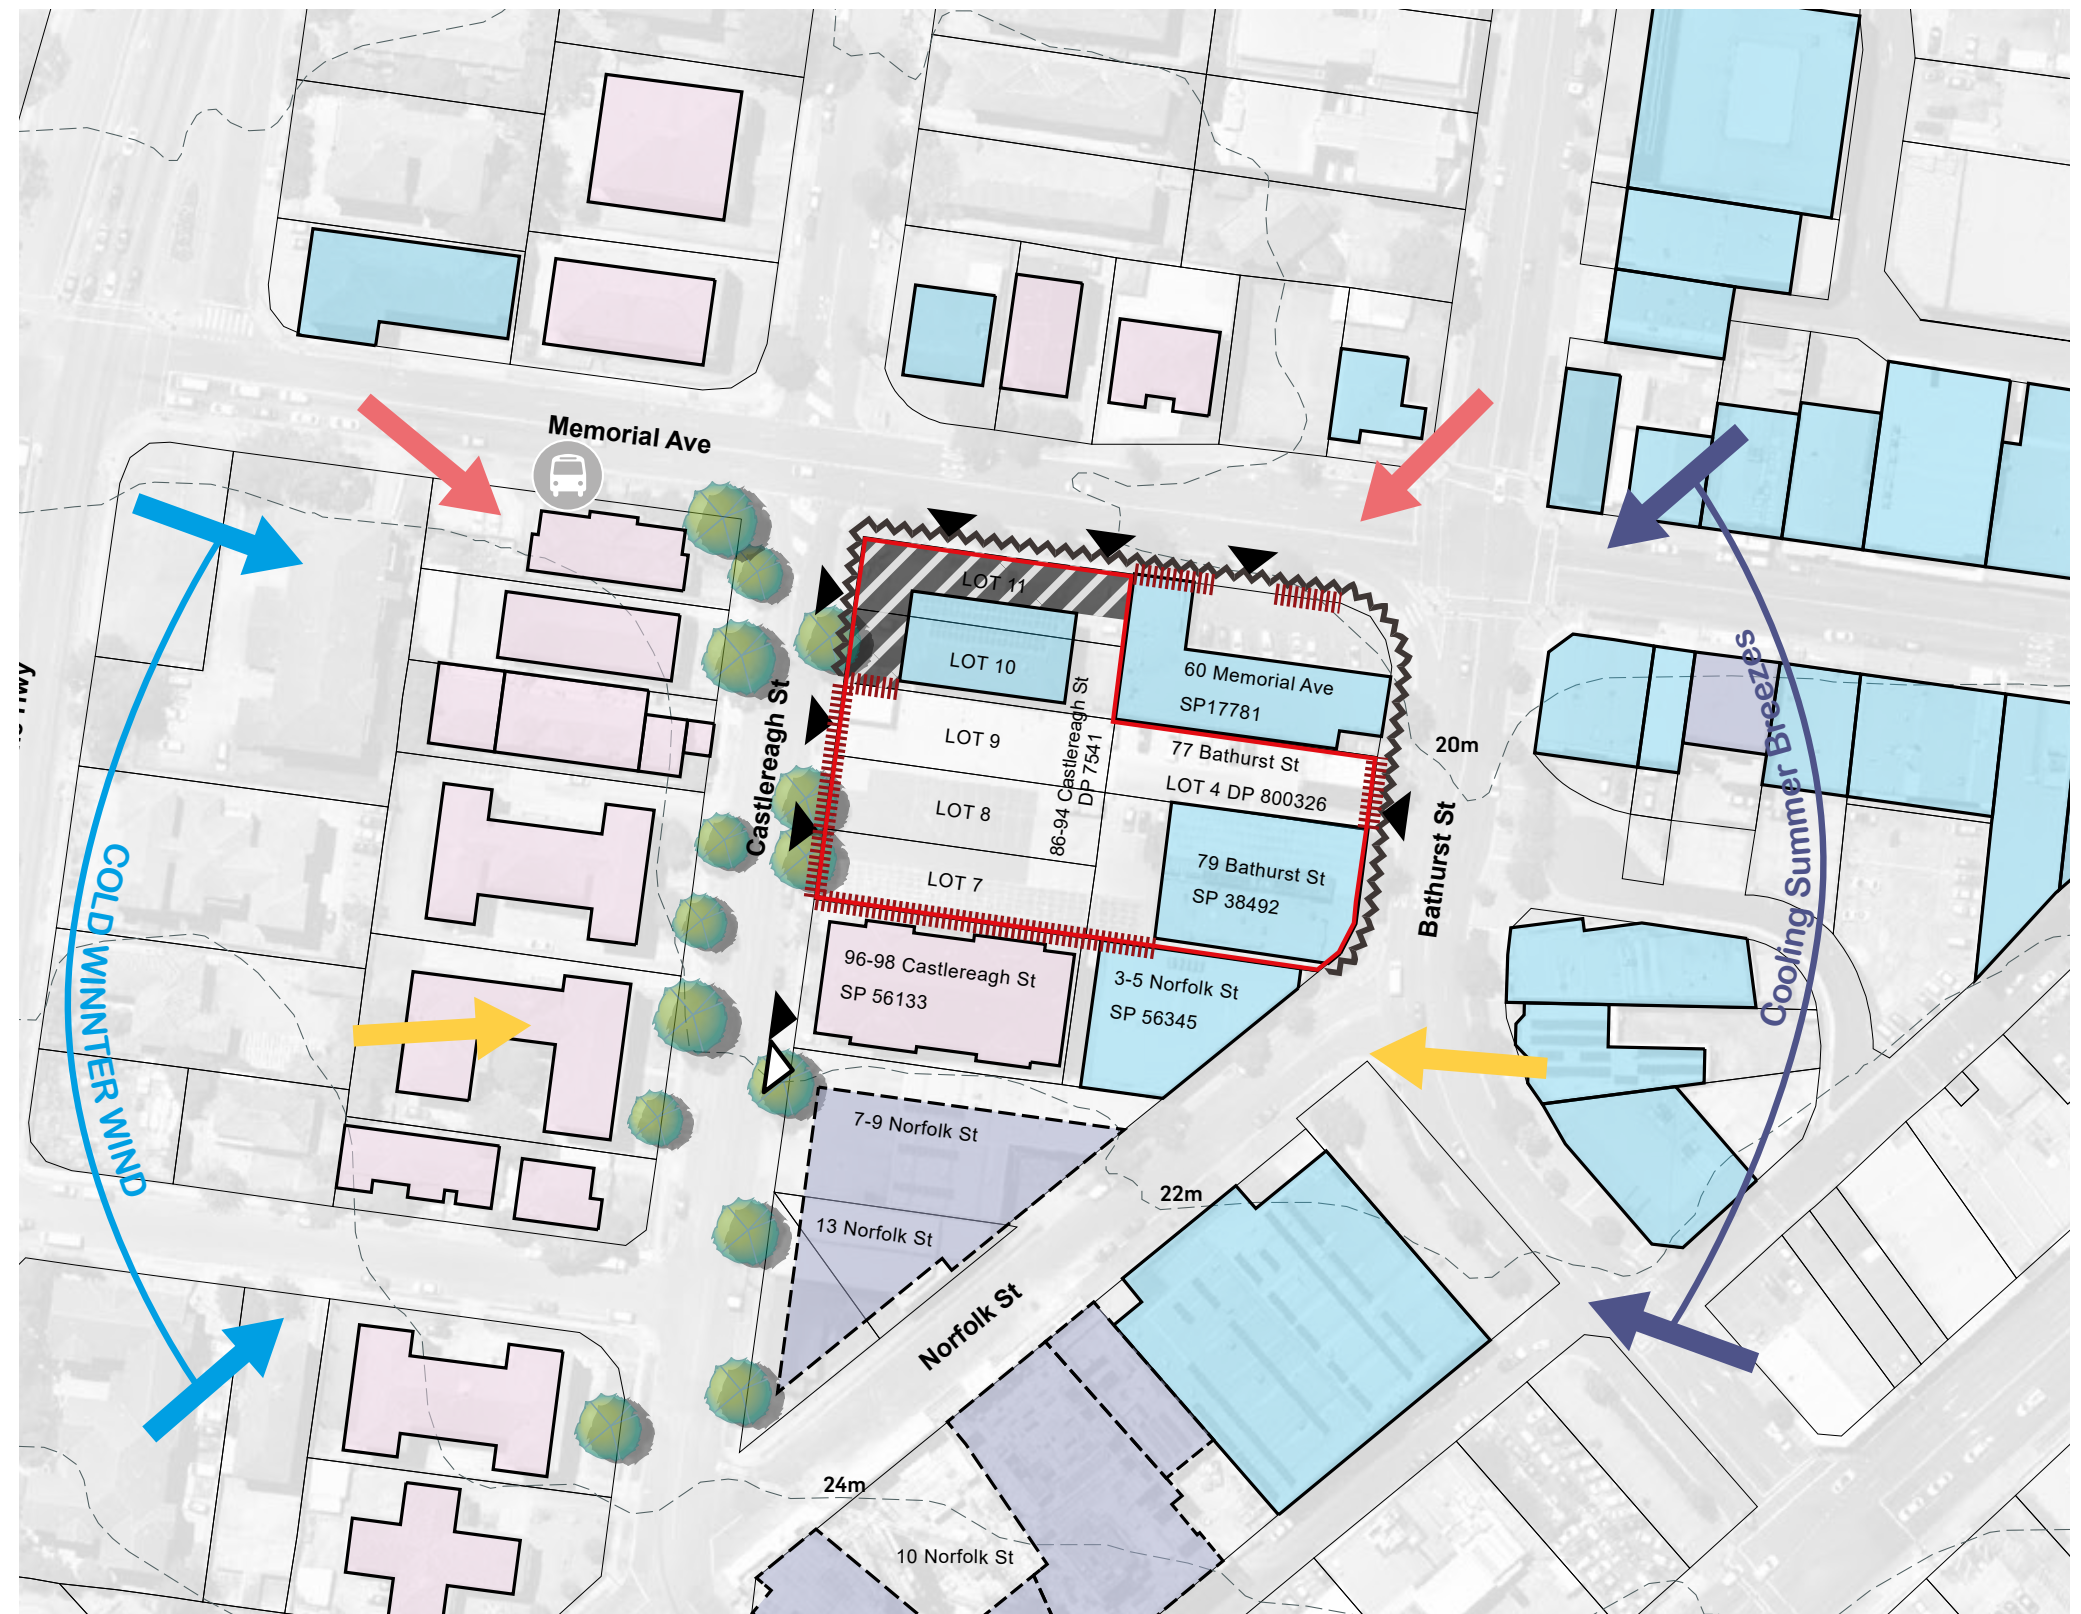 Memorial Ave
LOT 11
LOT 10
60 Memorial Ave
SP17781
Castlereagh St
LOT 9
86-94 Castlereagh St
DP 7541
77 Bathurst St
LOT 4 DP 800326
20m
LOT 8
Bathurst St
79 Bathurst St
SP 38492
LOT 7
96-98 Castlereagh St
SP 56133
3-5 Norfolk St
SP 56345
COLD WINNTER WIND
Cooling Summer Breezes
7-9 Norfolk St
13 Norfolk St
22m
Norfolk St
24m
10 Norfolk St
Hwy